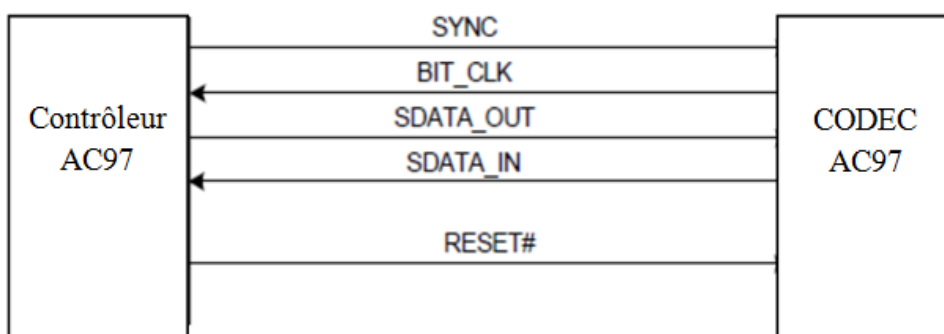 SYNC
BIT_CLK
Contrôleur
AC97
SDATA_OUT
SDATA_IN
CODEC
AC97
RESET#